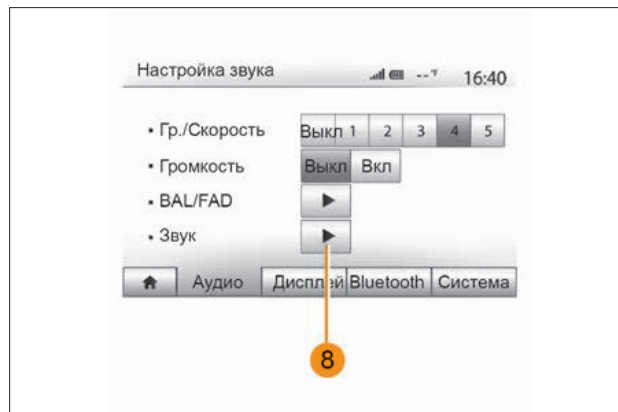 Настройка звука --°F 16:40
• Гр./Скорость Выкл 1 2 3 4 5
• Громкость Выкл Вкл
• BAL/FAD
• Звук
Аудио Дисплей Bluetooth Система
8